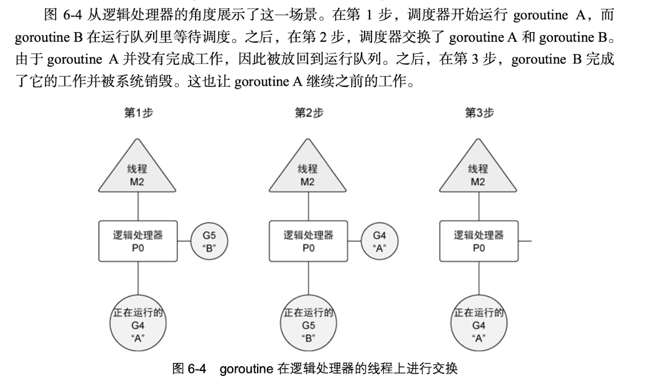 图 6-4 从逻辑处理器的角度展示了这一场景。在第 1 步，调度器开始运行 goroutine A，而
goroutine B 在运行队列里等待调度。之后，在第 2 步，调度器交换了 goroutine A 和 goroutine B。
由于 goroutine A 并没有完成工作，因此被放回到运行队列。之后，在第 3 步，goroutine B 完成
了它的工作并被系统销毁。这也让 goroutine A 继续之前的工作。
第1步
第2步
第3步
线程
M2
线程
M2
线程
M2
逻辑处理器
P0
G5
“B”
逻辑处理器
P0
G4
“A”
逻辑处理器
P0
正在运行的
G4
“A”
正在运行的
G5
“B”
正在运行的
G4
“A”
图 6-4 goroutine 在逻辑处理器的线程上进行交换